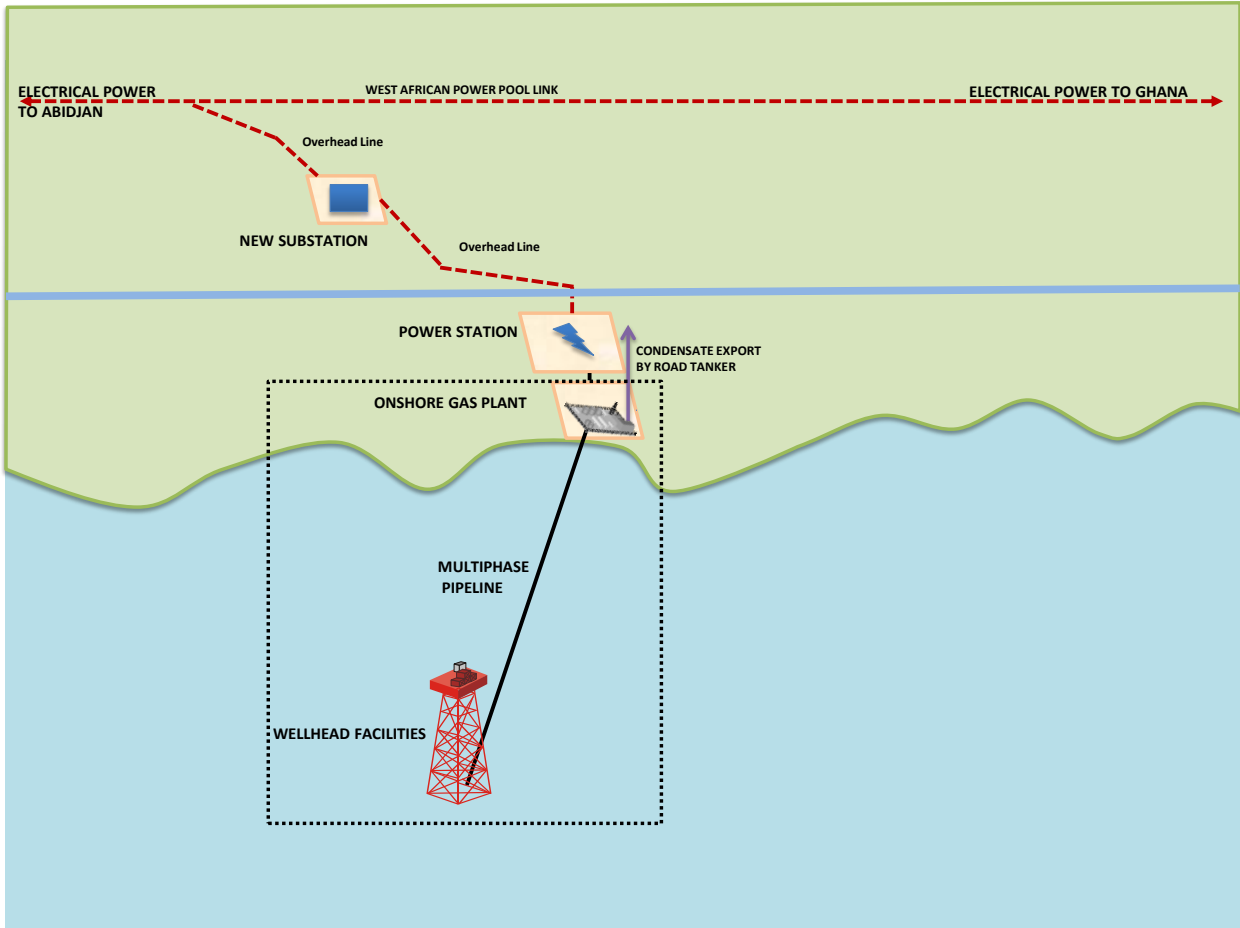 ELECTRICAL POWER
TO ABIDJAN
WEST AFRICAN POWER POOL LINK
ELECTRICAL POWER TO GHANA
Overhead Line
NEW SUBSTATION
Overhead Line
POWER STATION
CONDENSATE EXPORT
BY ROAD TANKER
ONSHORE GAS PLANT
MULTIPHASE
PIPELINE
WELLHEAD FACILITIES